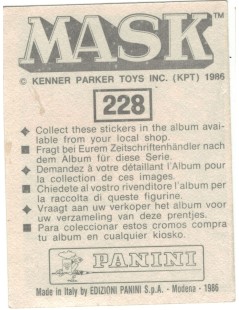 MASK™
© KENNER PARKER TOYS INC. (KPT) 1986
228
◆ Collect these stickers in the album avai-
lable from your local shop.
■ Fragt bei Eurem Zeitschriftenhändler nach
dem Album für diese Serie.
◆ Demandez à votre détaillant l'Album pour
la collection de ces images.
■ Chiedete al vostro rivenditore l'album per
la raccolta di queste figurine.
◆ Vraagt aan uw verkoper het album voor
uw verzameling van deze prentjes.
■ Para coleccionar estos cromos compra
tu album en cualquier kiosko.
PANINI
Made in Italy by EDIZIONI PANINI S.p.A. - Modena - 1986